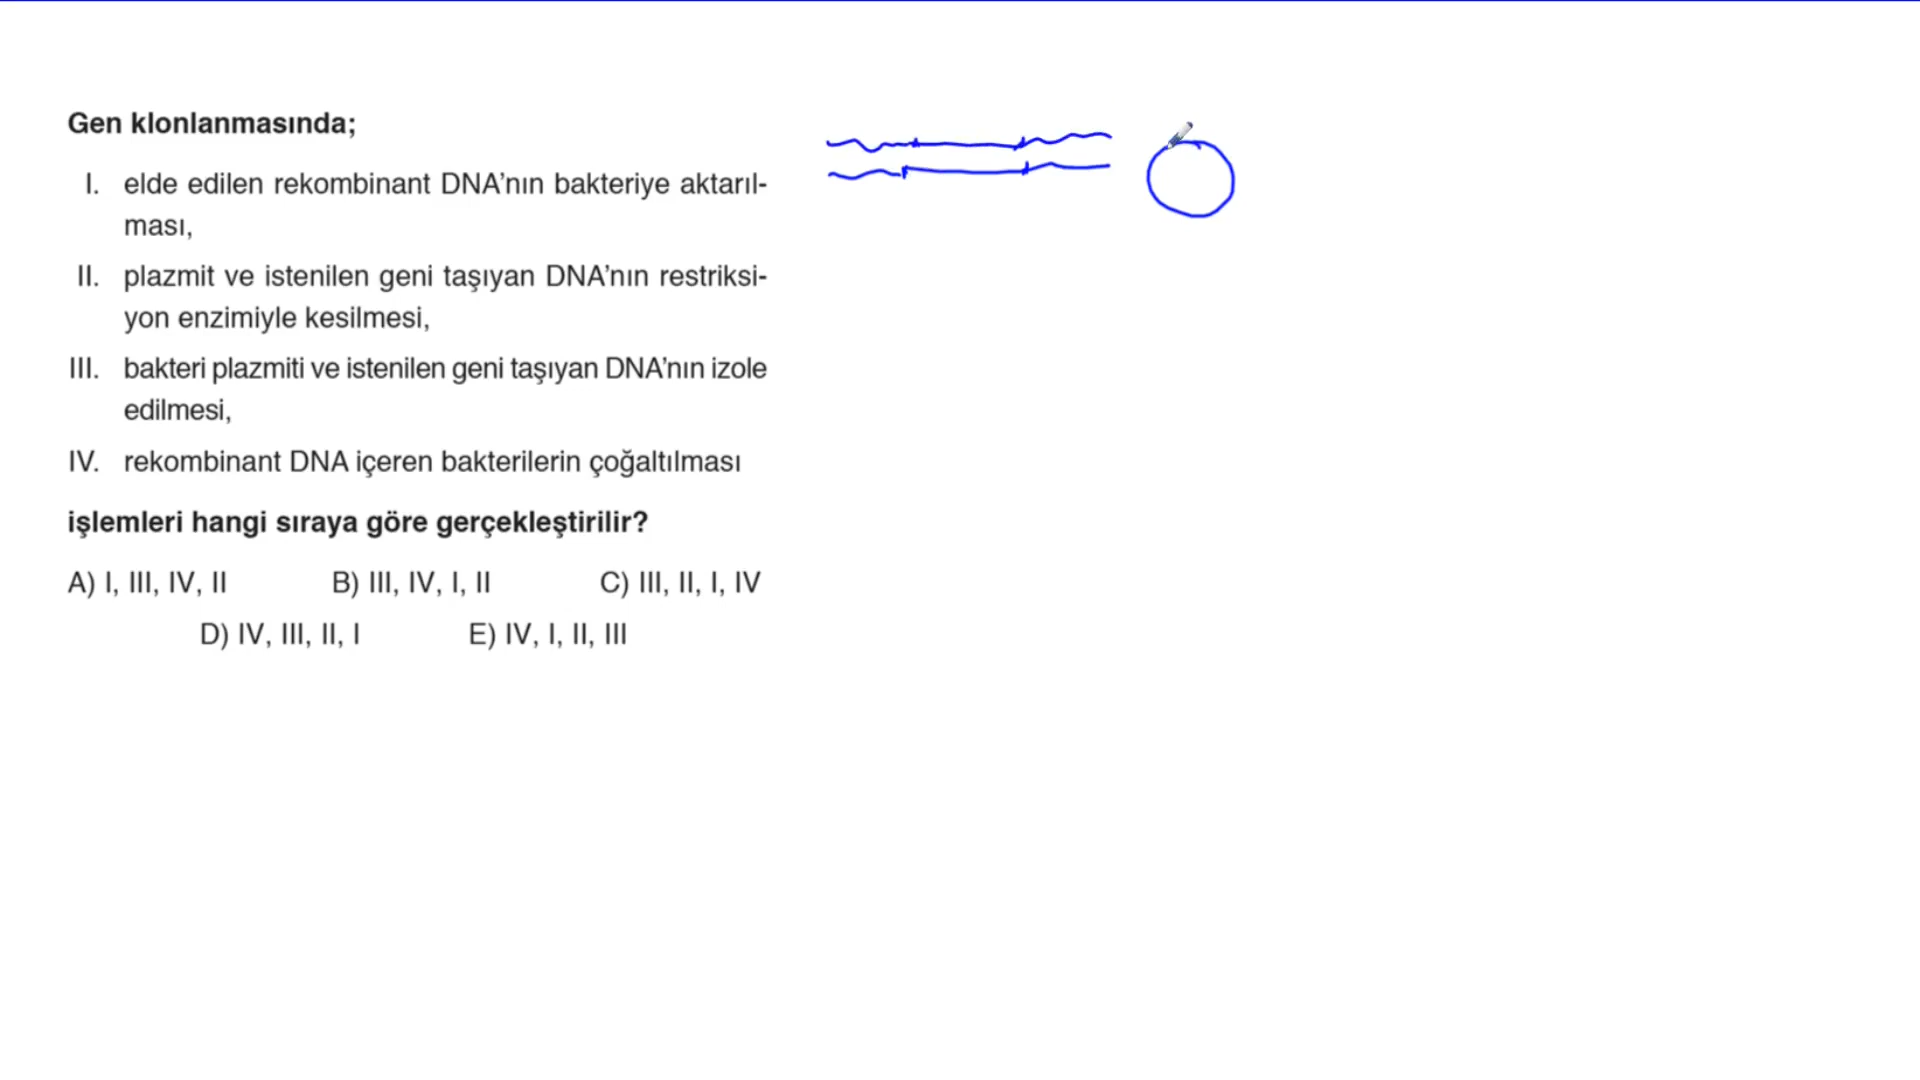 Gen klonlanmasında;
I. elde edilen rekombinant DNA’nın bakteriye aktarıl-
ması,
II. plazmit ve istenilen geni taşıyan DNA’nın restriksi-
yon enzimiyle kesilmesi,
III. bakteri plazmiti ve istenilen geni taşıyan DNA’nın izole
edilmesi,
IV. rekombinant DNA içeren bakterilerin çoğaltılması
işlemleri hangi sıraya göre gerçekleştirilir?
A) I, III, IV, II B) III, IV, I, II C) III, II, I, IV
D) IV, III, II, I E) IV, I, II, III